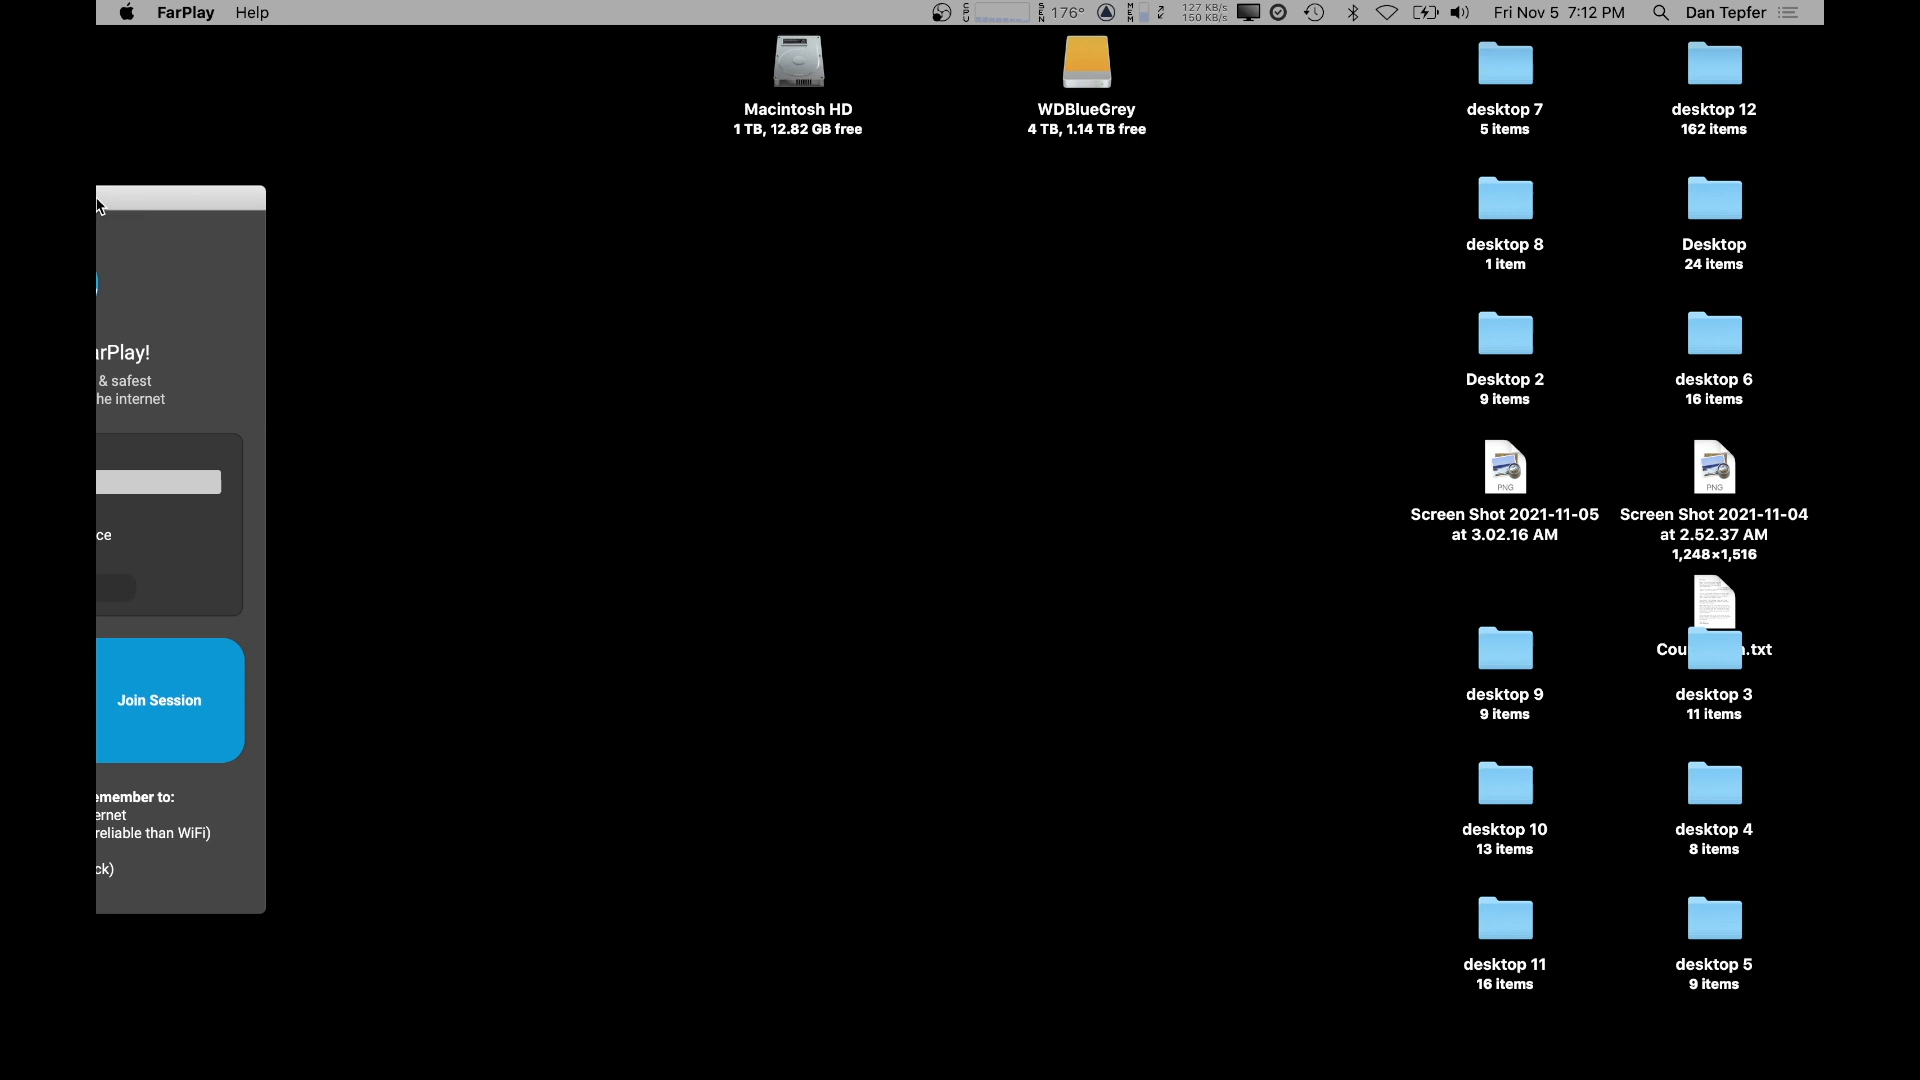 FarPlay Help
CPU
SEN 176°
MEM
127 KB/s
150 KB/s
Fri Nov 5 7:12 PM
Dan Tepfer
Macintosh HD
1 TB, 12.82 GB free
WDBlueGrey
4 TB, 1.14 TB free
desktop 7
5 items
desktop 12
162 items
desktop 8
1 item
Desktop
24 items
Desktop 2
9 items
desktop 6
16 items
PNG
Screen Shot 2021-11-05
at 3.02.16 AM
PNG
Screen Shot 2021-11-04
at 2.52.37 AM
1,248×1,516
.txt
desktop 9
9 items
desktop 3
11 items
desktop 10
13 items
desktop 4
8 items
desktop 11
16 items
desktop 5
9 items
arPlay!
& safest
he internet
ce
Join Session
emember to:
ernet
reliable than WiFi)
ck)